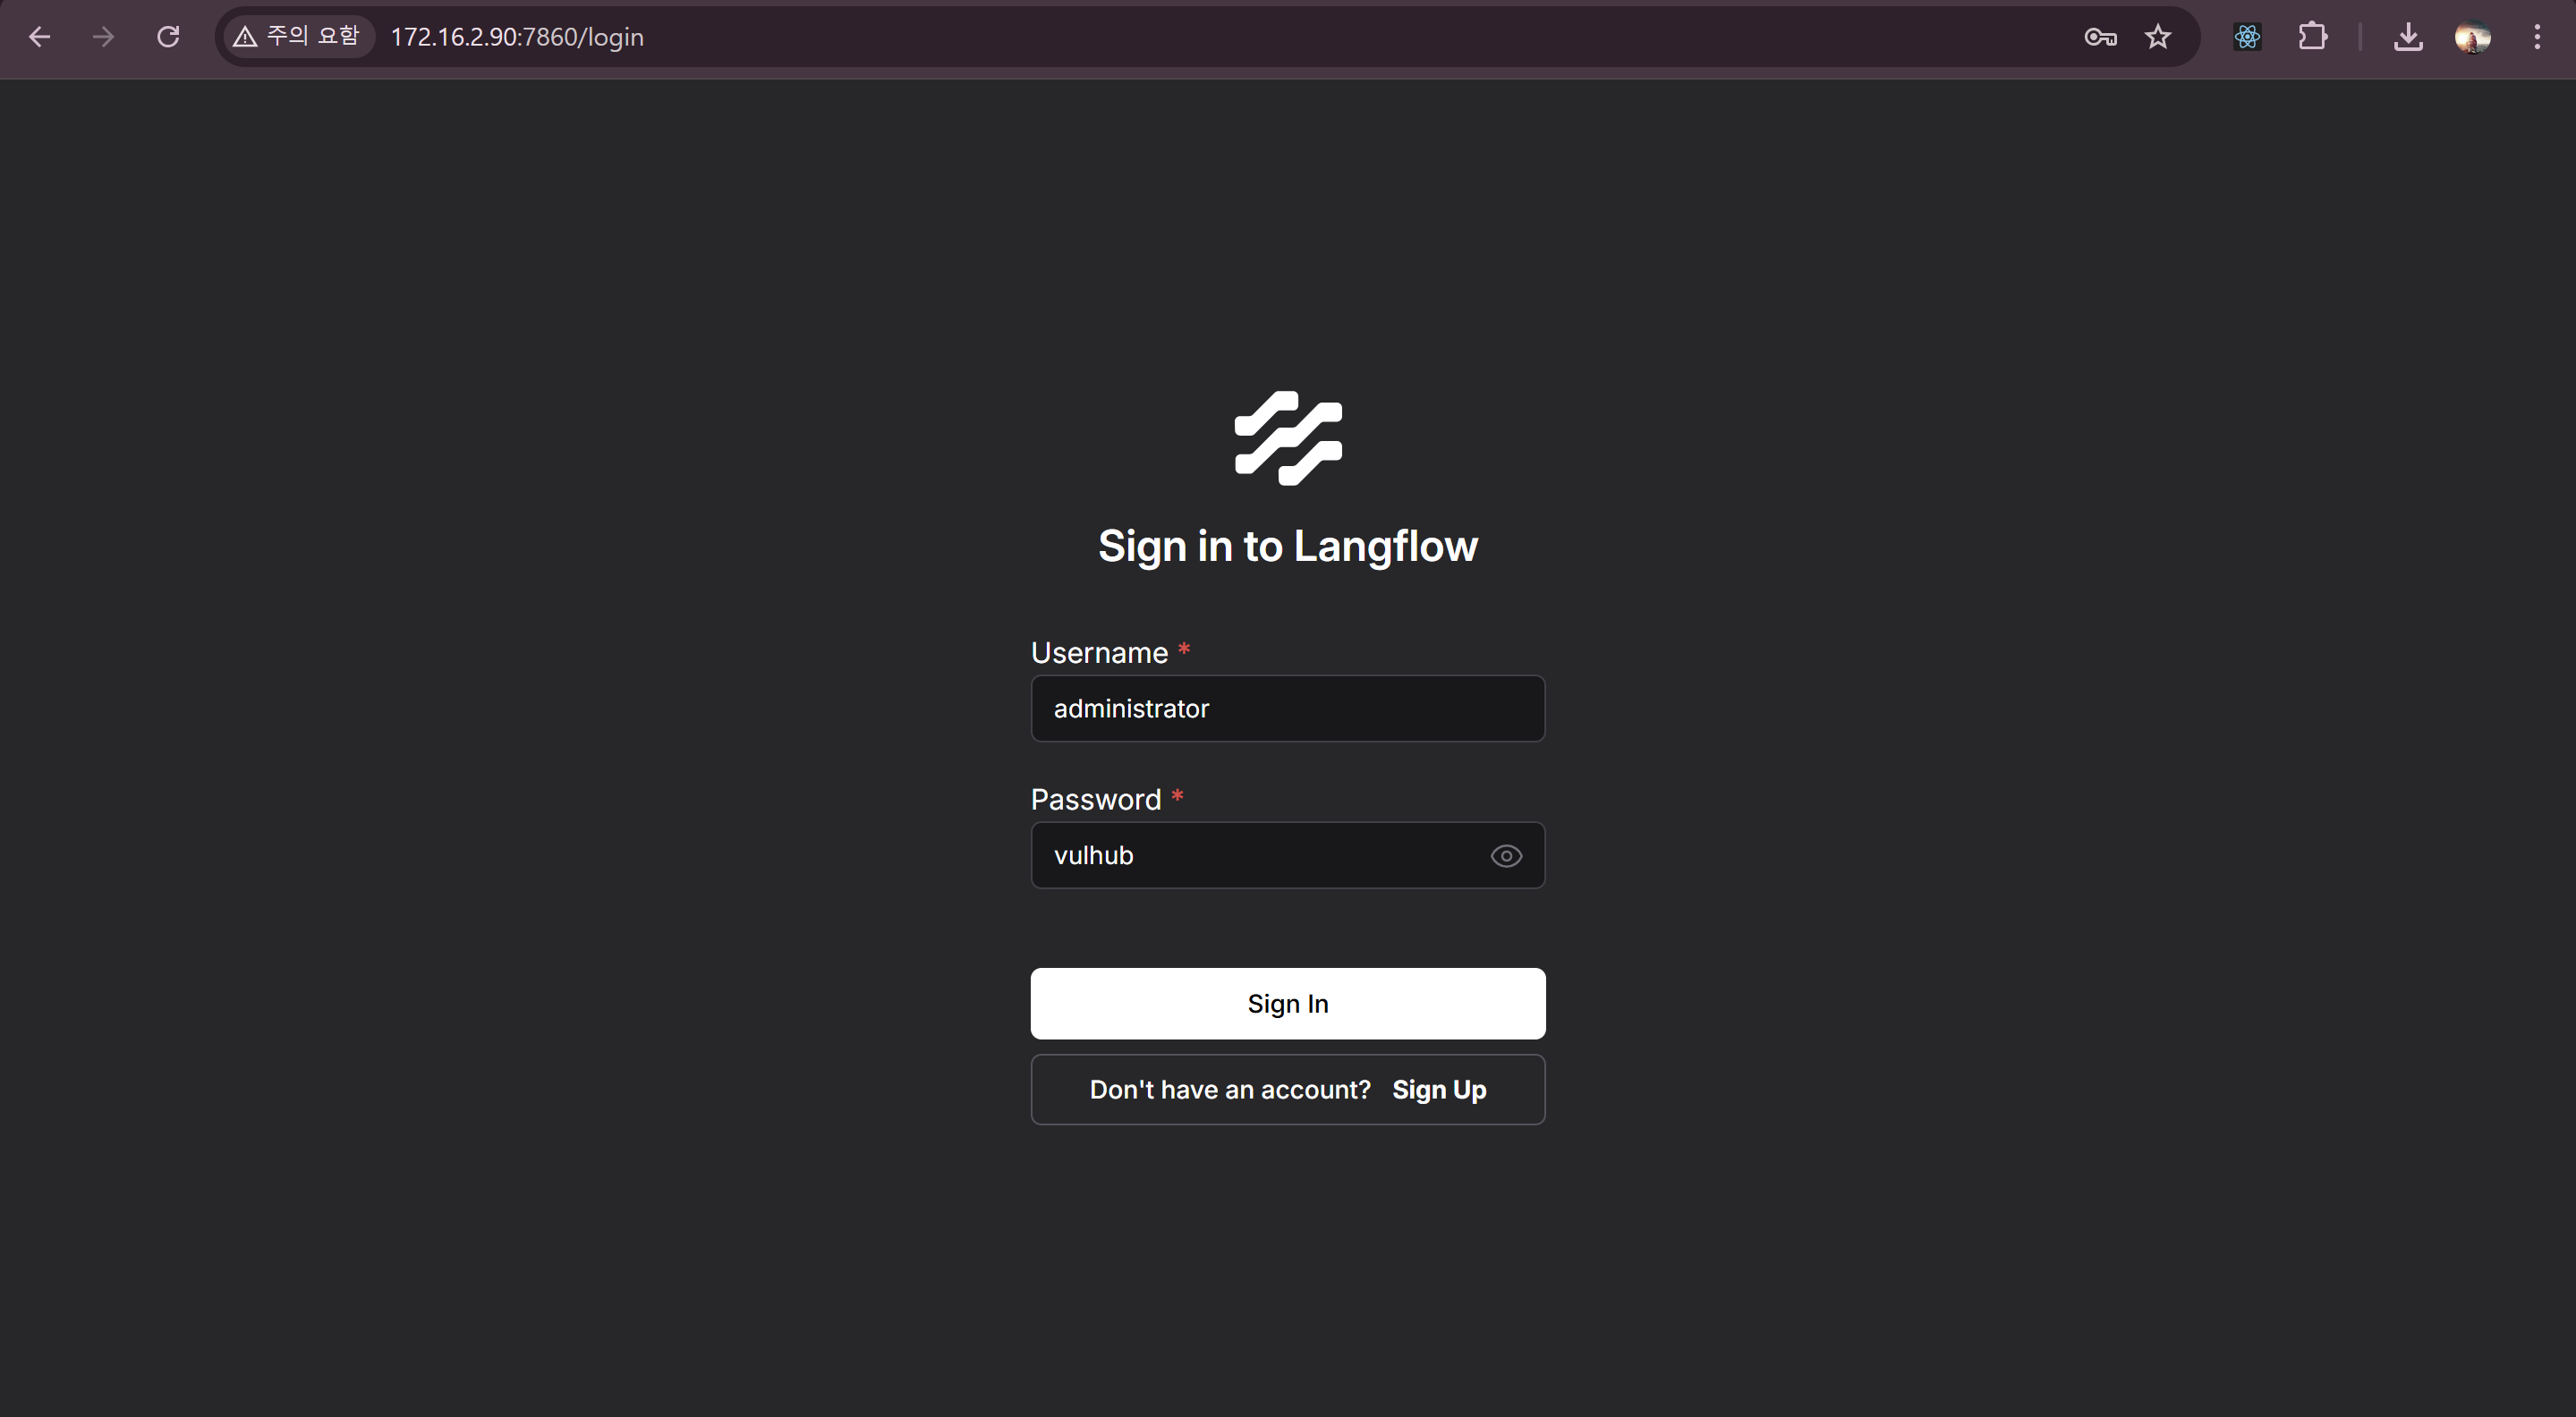 주의 요함 172.16.2.90:7860/login
Sign in to Langflow
Username *
administrator
Password *
vulhub
Sign In
Don't have an account? Sign Up